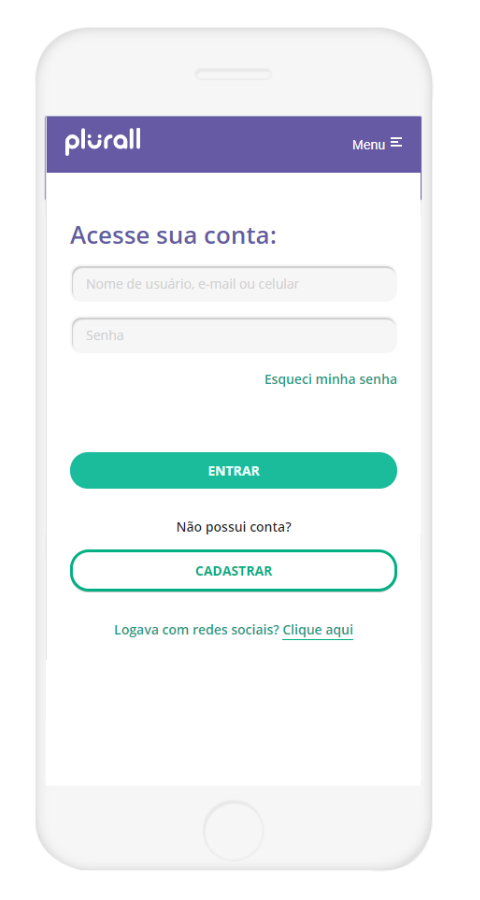 plurall
Menu
Acesse sua conta:
Nome de usuário, e-mail ou celular
Senha
Esqueci minha senha
ENTRAR
Não possui conta?
CADASTRAR
Logava com redes sociais? Clique aqui